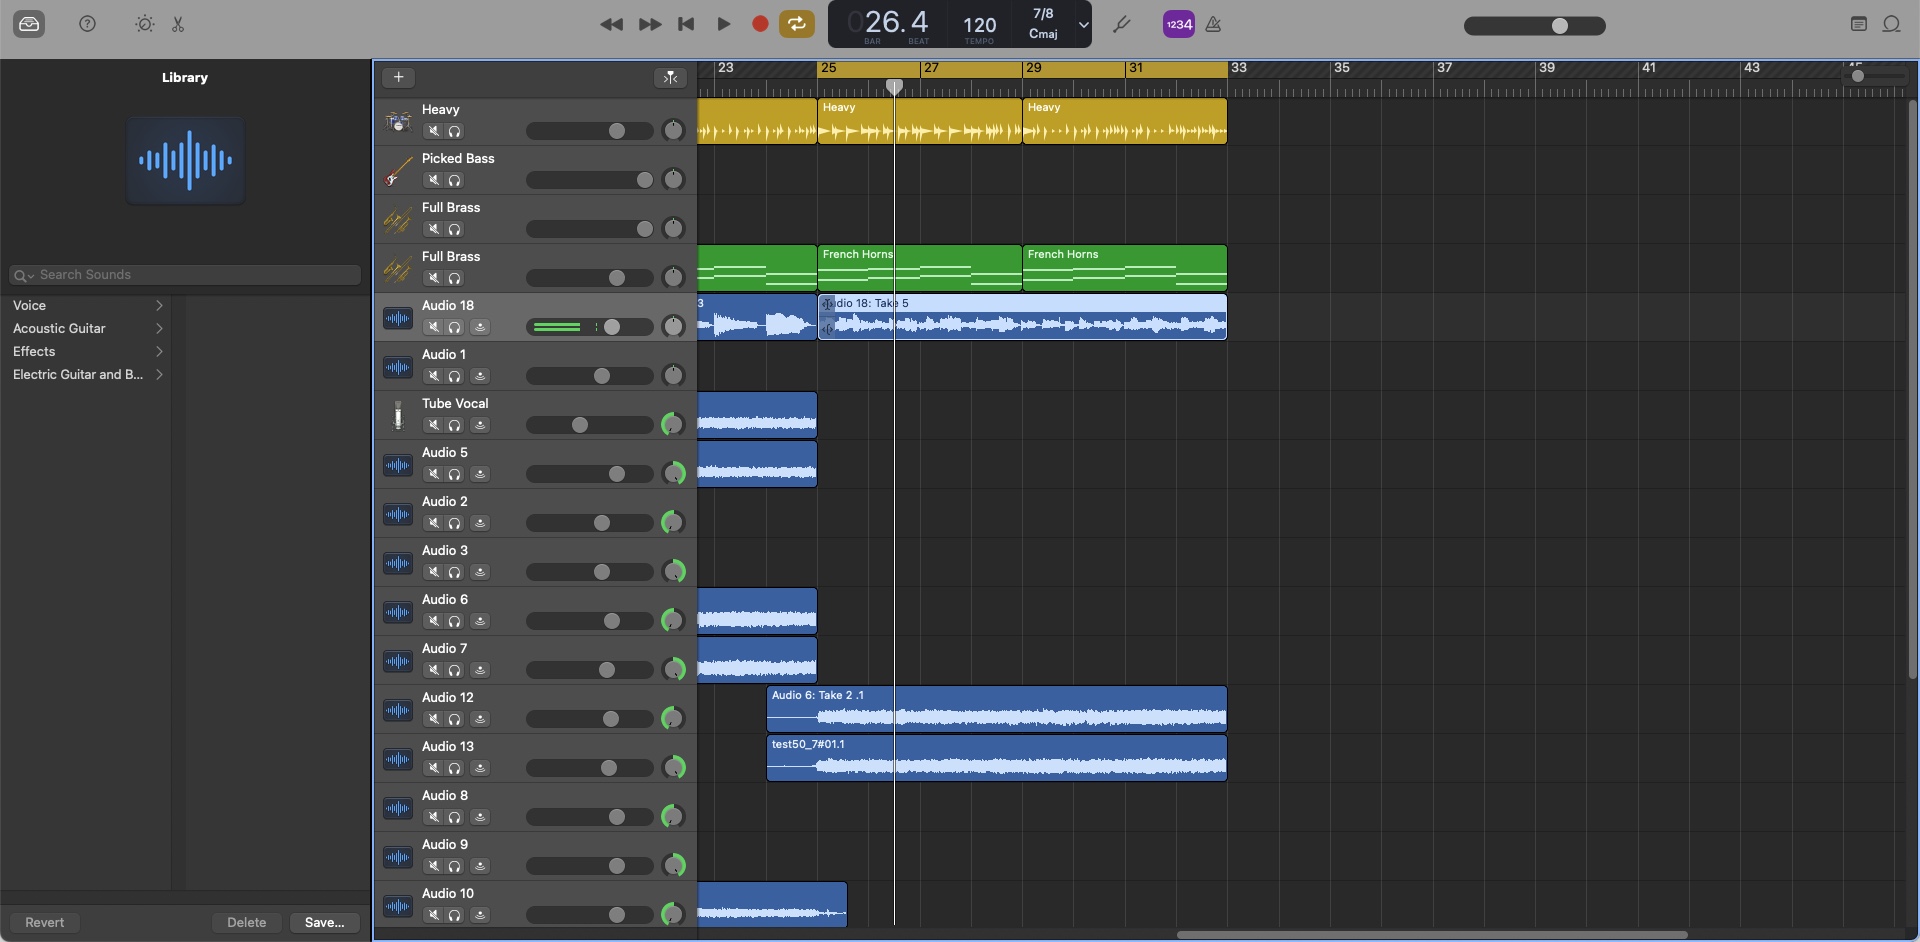 026.4
BAR
BEAT
120
TEMPO
7/8
Cmaj
1234
Library
Search Sounds
Voice
Acoustic Guitar
Effects
Electric Guitar and B...
Revert
Delete
Save...
23
25
27
29
31
33
35
37
39
41
43
Heavy
Heavy
Heavy
Picked Bass
Full Brass
Full Brass
French Horns
French Horns
Audio 18
3
dio 18: Take 5
Audio 1
Tube Vocal
Audio 5
Audio 2
Audio 3
Audio 6
Audio 7
Audio 12
Audio 6: Take 2 .1
Audio 13
test50_7#01.1
Audio 8
Audio 9
Audio 10